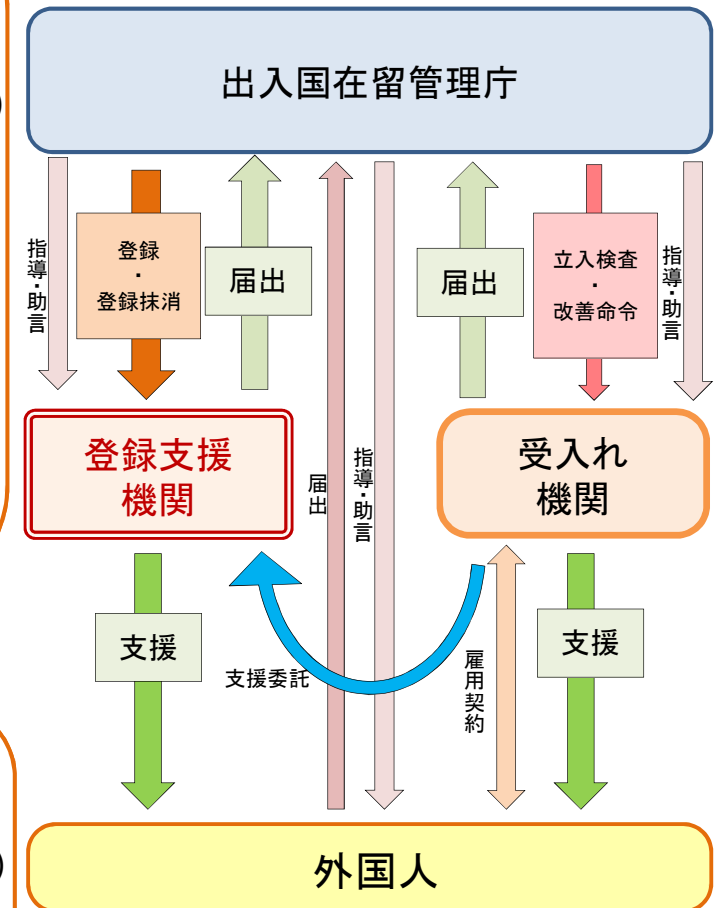 出入国在留管理庁
指導・助言
登録
・
登録抹消
届出
届出
立入検査
・
改善命令
指導・助言
登録支援
機関
届出
指導・助言
受入れ
機関
支援
支援委託
雇用契約
支援
外国人
)
)